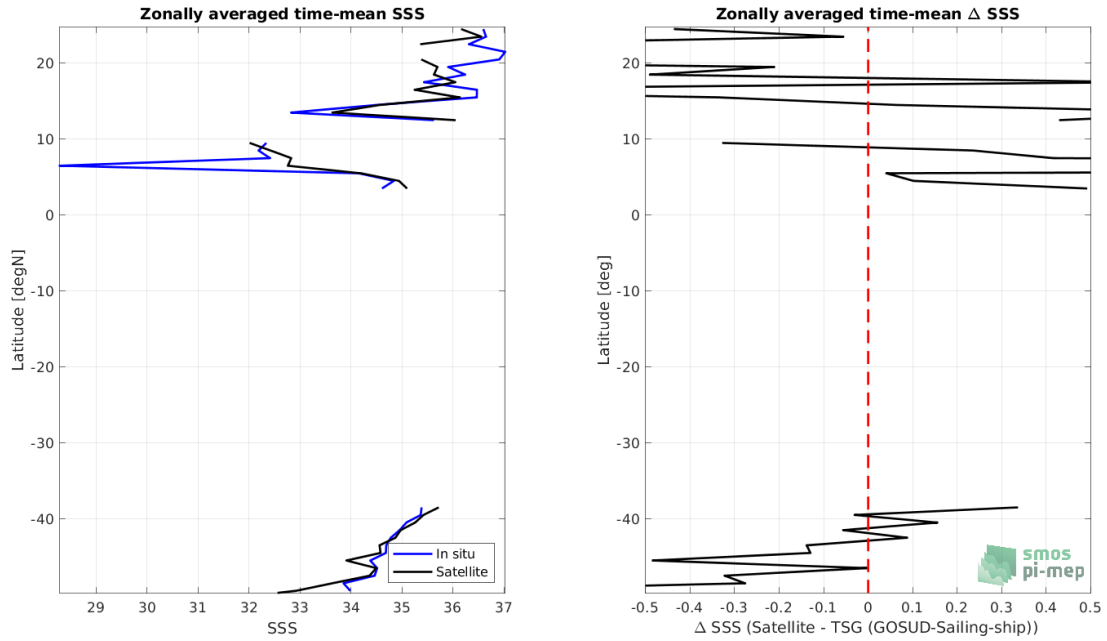 Zonally averaged time-mean SSS
20
10
0
-10
-20
-30
-40
Latitude [degN]
29 30 31 32 33 34 35 36 37
SSS
In situ
Satellite
Zonally averaged time-mean Δ SSS
20
10
0
-10
-20
-30
-40
Latitude [deg]
-0.5 -0.4 -0.3 -0.2 -0.1 0 0.1 0.2 0.3 0.4 0.5
Δ SSS (Satellite - TSG (GOSUD-Sailing-ship))
smos
pi-mep